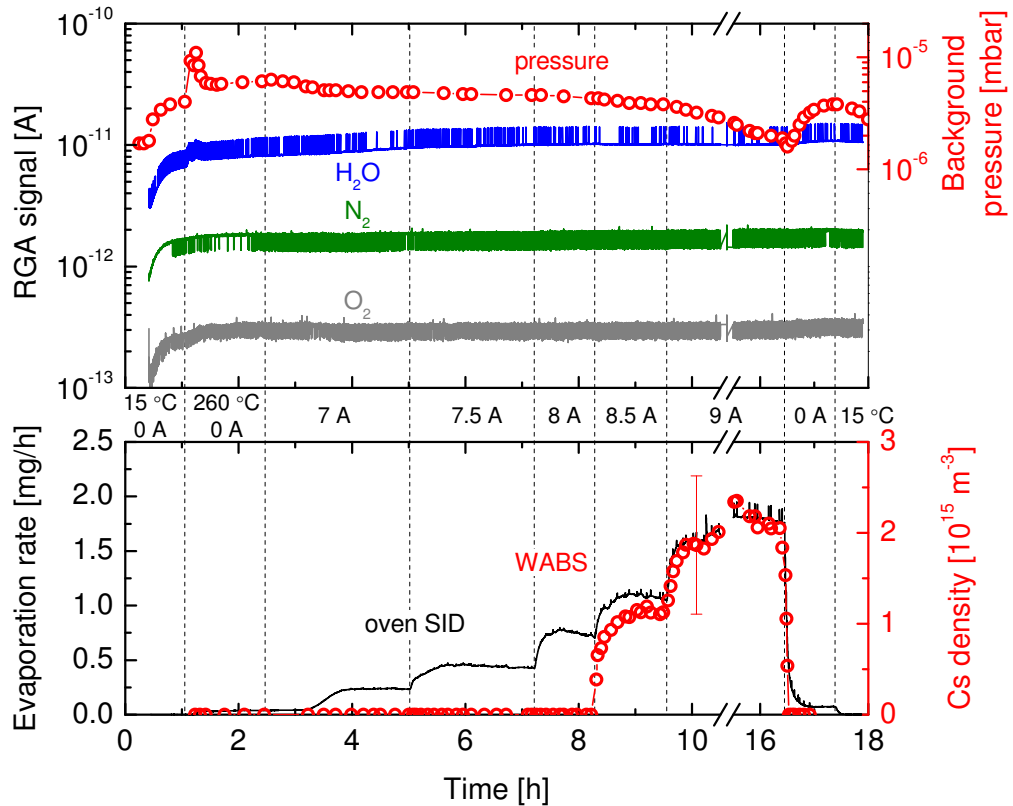 10⁻¹⁰
10⁻¹¹
10⁻¹²
10⁻¹³
RGA signal [A]
pressure
H₂O
N₂
O₂
10⁻⁵
10⁻⁶
Background
pressure [mbar]
15 °C
0 A
260 °C
0 A
7 A
7.5 A
8 A
8.5 A
9 A
0 A
15 °C
2.5
2.0
1.5
1.0
0.5
0.0
Evaporation rate [mg/h]
WABS
oven SID
3
2
1
0
Cs density [10¹⁵ m⁻³]
0 2 4 6 8 10 16 18
Time [h]